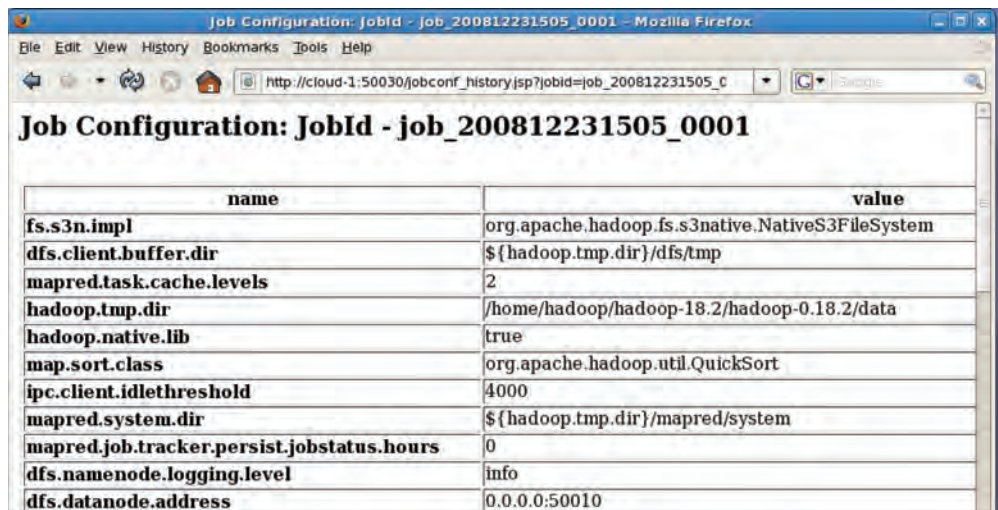 Job Configuration: JobId - job_200812231505_0001 - Mozilla Firefox
File Edit View History Bookmarks Tools Help
http://cloud-1:50030/jobconf_history.jsp?jobid=job_200812231505_0
G Google
Job Configuration: JobId - job_200812231505_0001
name value
fs.s3n.impl org.apache.hadoop.fs.s3native.NativeS3FileSystem
dfs.client.buffer.dir ${hadoop.tmp.dir}/dfs/tmp
mapred.task.cache.levels 2
hadoop.tmp.dir /home/hadoop/hadoop-18.2/hadoop-0.18.2/data
hadoop.native.lib true
map.sort.class org.apache.hadoop.util.QuickSort
ipc.client.idlethreshold 4000
mapred.system.dir ${hadoop.tmp.dir}/mapred/system
mapred.job.tracker.persist.jobstatus.hours 0
dfs.namenode.logging.level info
dfs.datanode.address 0.0.0.0:50010